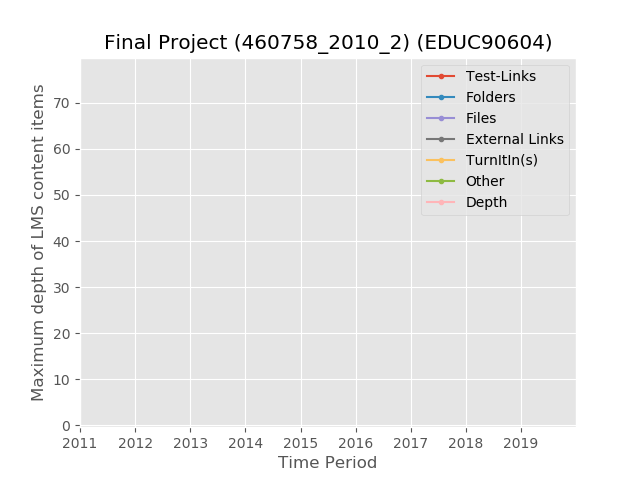 Final Project (460758_2010_2) (EDUC90604)
Maximum depth of LMS content items
70
60
50
40
30
20
10
0
Test-Links
Folders
Files
External Links
TurnItIn(s)
Other
Depth
2011 2012 2013 2014 2015 2016 2017 2018 2019
Time Period